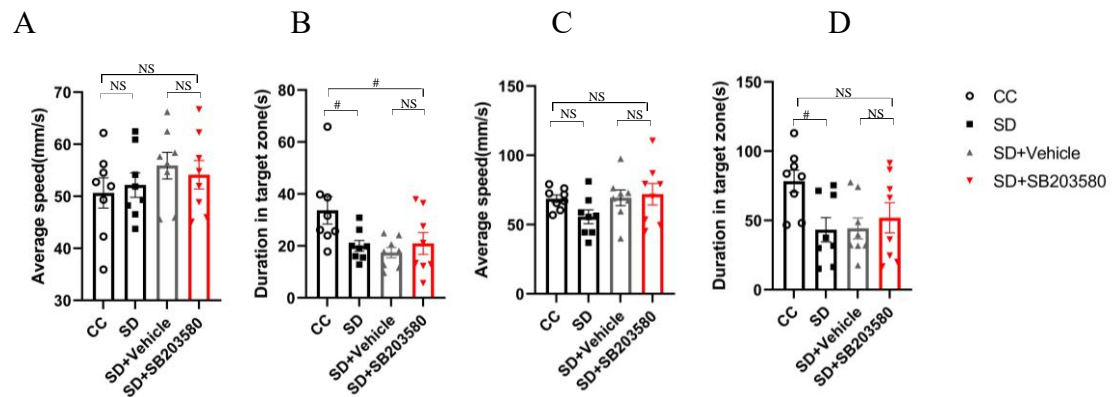 A
B
C
D
NS
NS
NS
Average speed(mm/s)
70
60
50
40
30
CC
SD
SD+Vehicle
SD+SB203580
#
#
NS
Duration in target zone(s)
80
60
40
20
0
CC
SD
SD+Vehicle
SD+SB203580
NS
NS
NS
Average speed(mm/s)
150
100
50
0
CC
SD
SD+Vehicle
SD+SB203580
NS
#
NS
Duration in target zone(s)
150
100
50
0
CC
SD
SD+Vehicle
SD+SB203580
CC
SD
SD+Vehicle
SD+SB203580